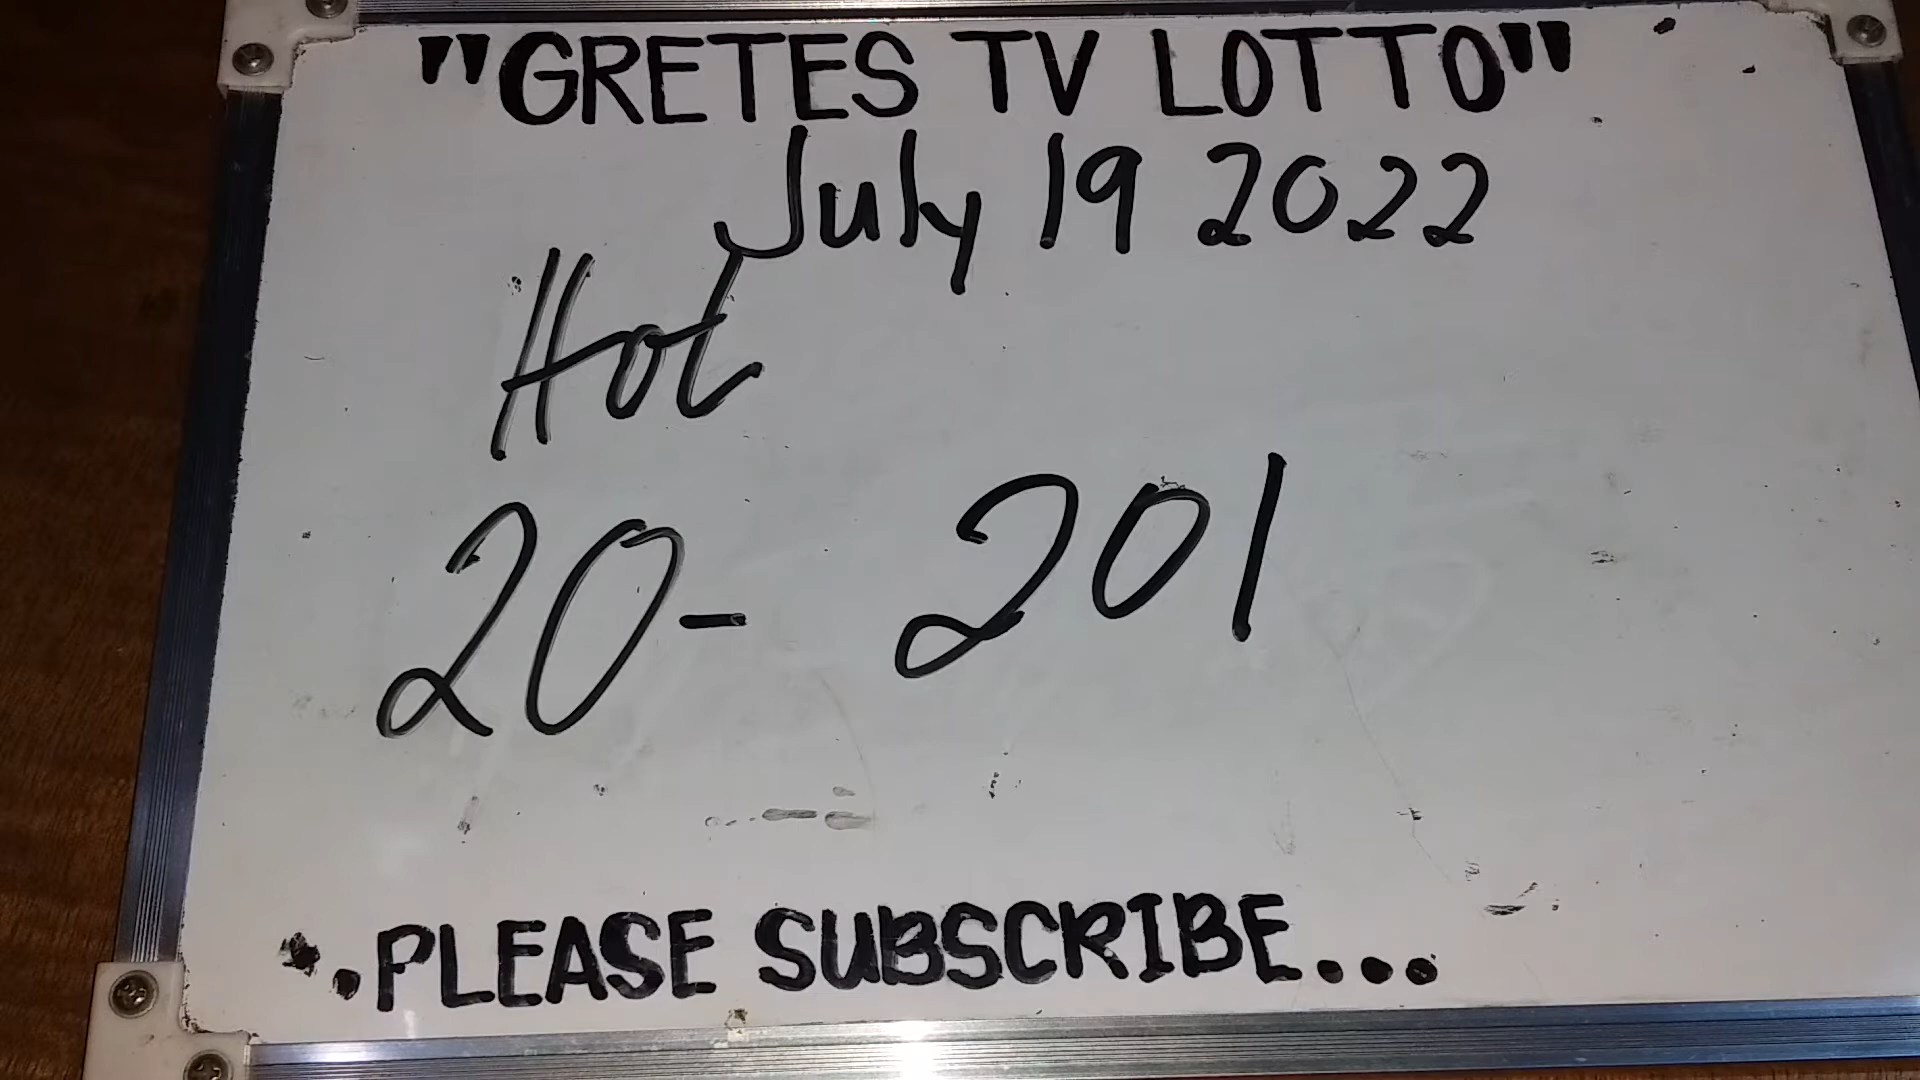 "GRETES TV LOTTO"
July 19 2022
Hot
20- 201
.PLEASE SUBSCRIBE...